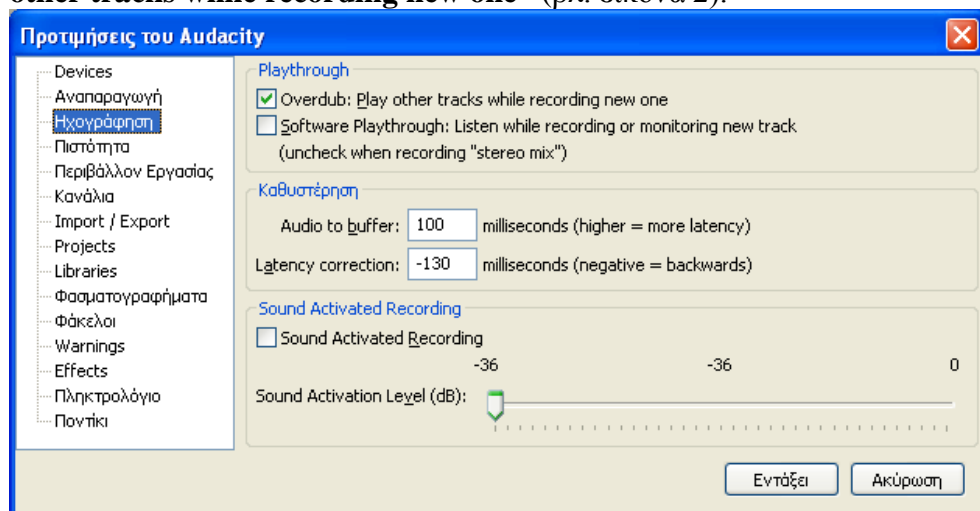 other tracks while recording new one" (βλ. εικόνα 2).
Προτιμήσεις του Audacity
Devices
Αναπαραγωγή
Ηχογράφηση
Πιστότητα
Περιβάλλον Εργασίας
Κανάλια
Import / Export
Projects
Libraries
Φασματογραφήματα
Φάκελοι
Warnings
Effects
Πληκτρολόγιο
Ποντίκι
Playthrough
Overdub: Play other tracks while recording new one
Software Playthrough: Listen while recording or monitoring new track
(uncheck when recording "stereo mix")
Καθυστέρηση
Audio to buffer: 100 milliseconds (higher = more latency)
Latency correction: -130 milliseconds (negative = backwards)
Sound Activated Recording
Sound Activated Recording
-36 -36 0
Sound Activation Level (dB):
Εντάξει Ακύρωση